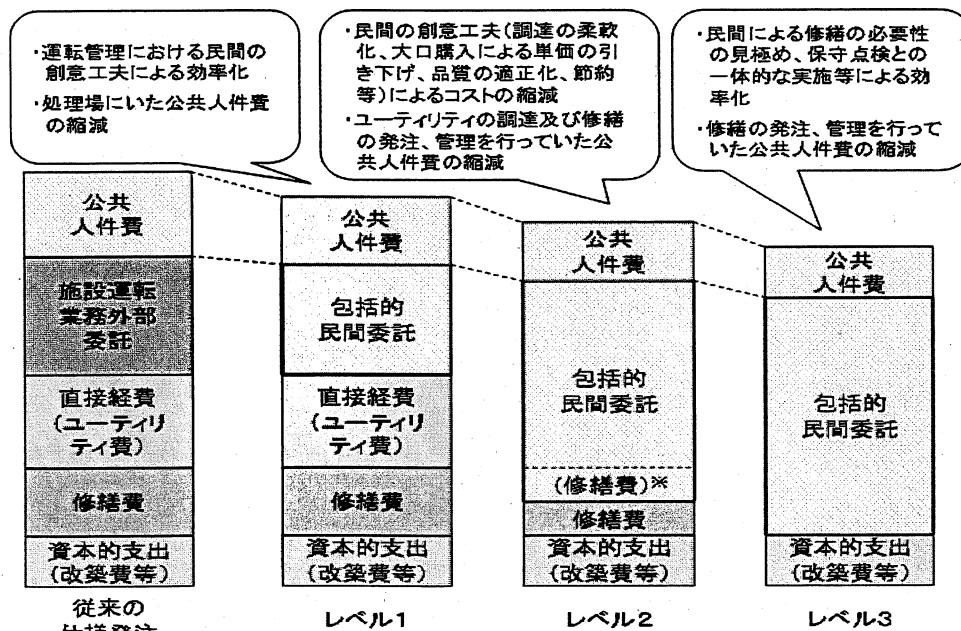 ・運転管理における民間の
創意工夫による効率化
・処理場にいた公共人件費
の縮減
・民間の創意工夫(調達の柔軟
化、大口購入による単価の引
き下げ、品質の適正化、節約
等)によるコストの縮減
・ユーティリティの調達及び修繕
の発注、管理を行っていた公
共人件費の縮減
・民間による修繕の必要性
の見極め、保守点検との
一体的な実施等による効
率化
・修繕の発注、管理を行って
いた公共人件費の縮減
公共
人件費
施設運転
業務外部
委託
直接経費
(ユーティリ
ティ費)
修繕費
資本的支出
(改築費等)
従来の
仕様発注
公共
人件費
包括的
民間委託
直接経費
(ユーティリ
ティ費)
修繕費
資本的支出
(改築費等)
レベル1
公共
人件費
包括的
民間委託
(修繕費)※
修繕費
資本的支出
(改築費等)
レベル2
公共
人件費
包括的
民間委託
資本的支出
(改築費等)
レベル3